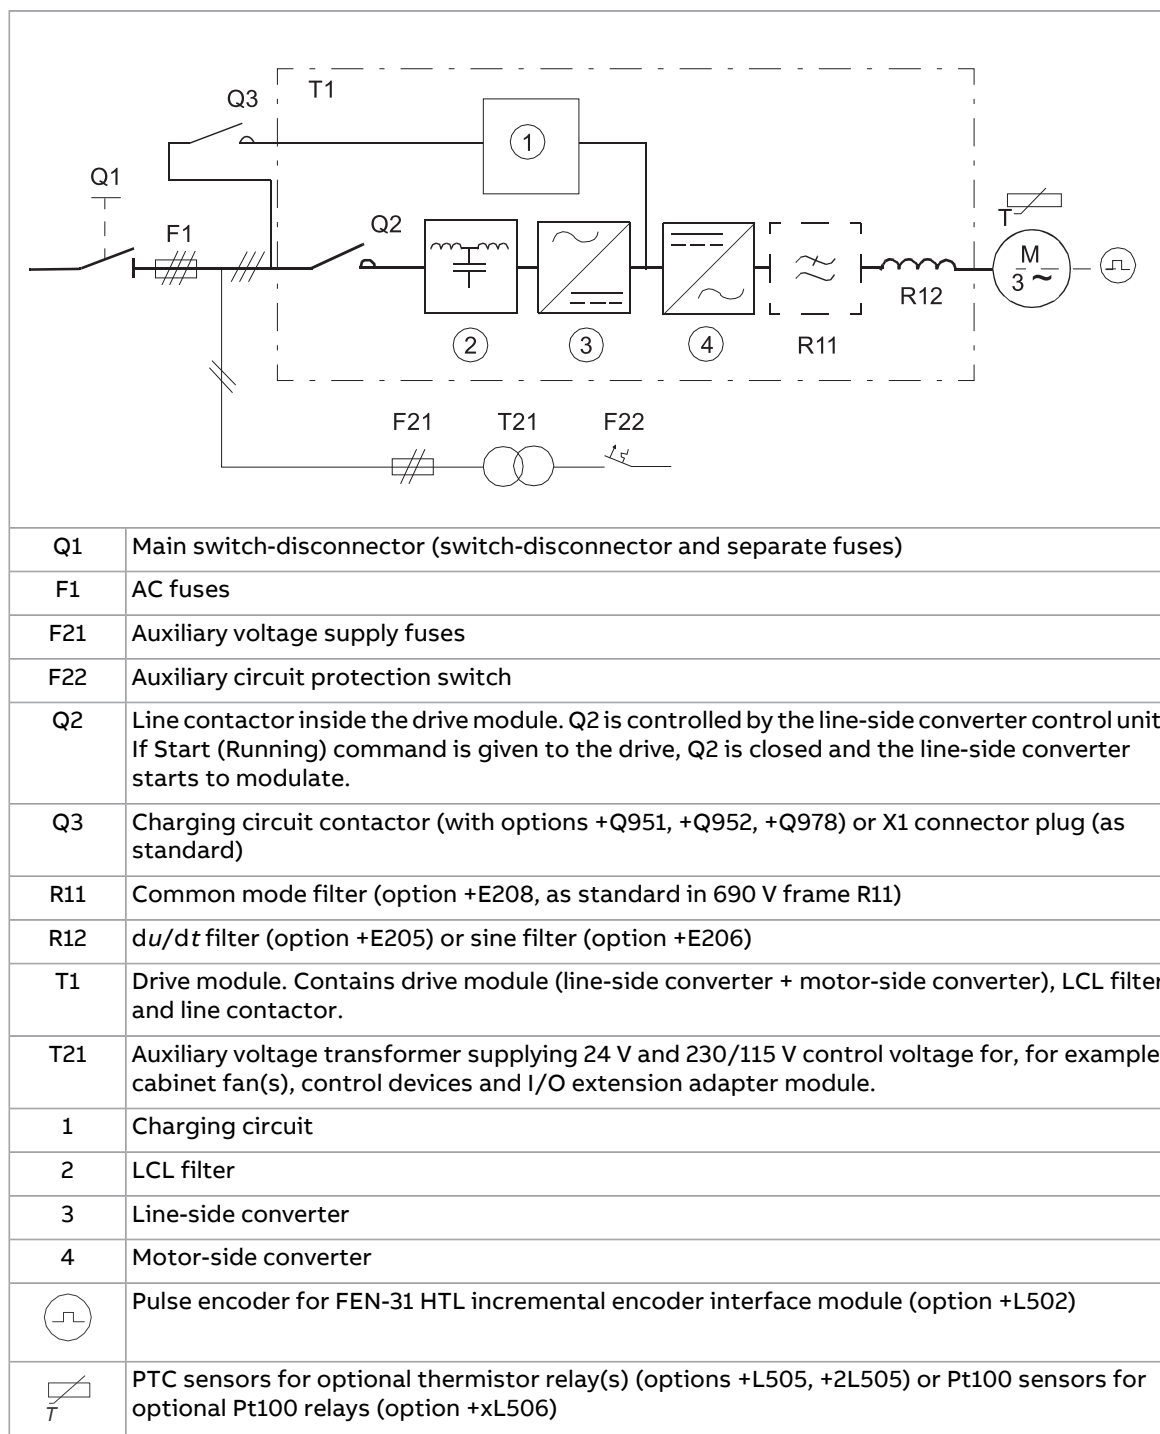 Q3
T1
1
Q1
F1
Q2
T
M
3 ~
R12
2
3
4
R11
F21
T21
F22
Q1 Main switch-disconnector (switch-disconnector and separate fuses)
F1 AC fuses
F21 Auxiliary voltage supply fuses
F22 Auxiliary circuit protection switch
Q2 Line contactor inside the drive module. Q2 is controlled by the line-side converter control unit
If Start (Running) command is given to the drive, Q2 is closed and the line-side converter
starts to modulate.
Q3 Charging circuit contactor (with options +Q951, +Q952, +Q978) or X1 connector plug (as
standard)
R11 Common mode filter (option +E208, as standard in 690 V frame R11)
R12 du/dt filter (option +E205) or sine filter (option +E206)
T1 Drive module. Contains drive module (line-side converter + motor-side converter), LCL filter
and line contactor.
T21 Auxiliary voltage transformer supplying 24 V and 230/115 V control voltage for, for example
cabinet fan(s), control devices and I/O extension adapter module.
1 Charging circuit
2 LCL filter
3 Line-side converter
4 Motor-side converter
Pulse encoder for FEN-31 HTL incremental encoder interface module (option +L502)
T PTC sensors for optional thermistor relay(s) (options +L505, +2L505) or Pt100 sensors for
optional Pt100 relays (option +xL506)